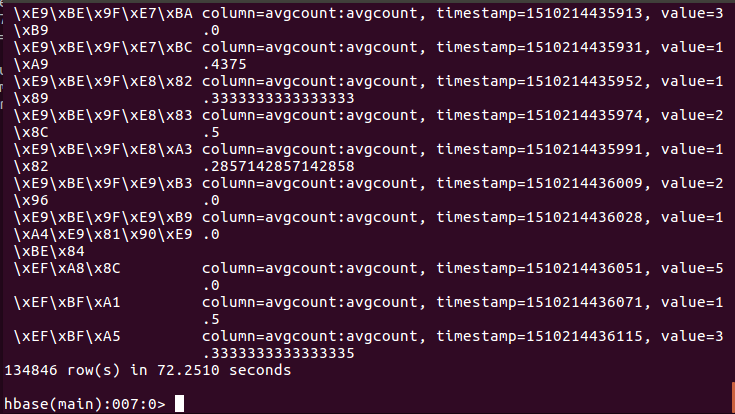 \xE9\xBE\x9F\xE7\xBA column=avgcount:avgcount, timestamp=1510214435913, value=3
\xB9 .0
\xE9\xBE\x9F\xE7\xBC column=avgcount:avgcount, timestamp=1510214435931, value=1
\xA9 .4375
\xE9\xBE\x9F\xE8\x82 column=avgcount:avgcount, timestamp=1510214435952, value=1
\x89 .3333333333333333
\xE9\xBE\x9F\xE8\x83 column=avgcount:avgcount, timestamp=1510214435974, value=2
\x8C .5
\xE9\xBE\x9F\xE8\xA3 column=avgcount:avgcount, timestamp=1510214435991, value=1
\x82 .2857142857142858
\xE9\xBE\x9F\xE9\xB3 column=avgcount:avgcount, timestamp=1510214436009, value=2
\x96 .0
\xE9\xBE\x9F\xE9\xB9 column=avgcount:avgcount, timestamp=1510214436028, value=1
\xA4\xE9\x81\x90\xE9 .0
\xBE\x84
\xEF\xA8\x8C column=avgcount:avgcount, timestamp=1510214436051, value=5
.0
\xEF\xBF\xA1 column=avgcount:avgcount, timestamp=1510214436071, value=1
.5
\xEF\xBF\xA5 column=avgcount:avgcount, timestamp=1510214436115, value=3
.3333333333333335
134846 row(s) in 72.2510 seconds
hbase(main):007:0>